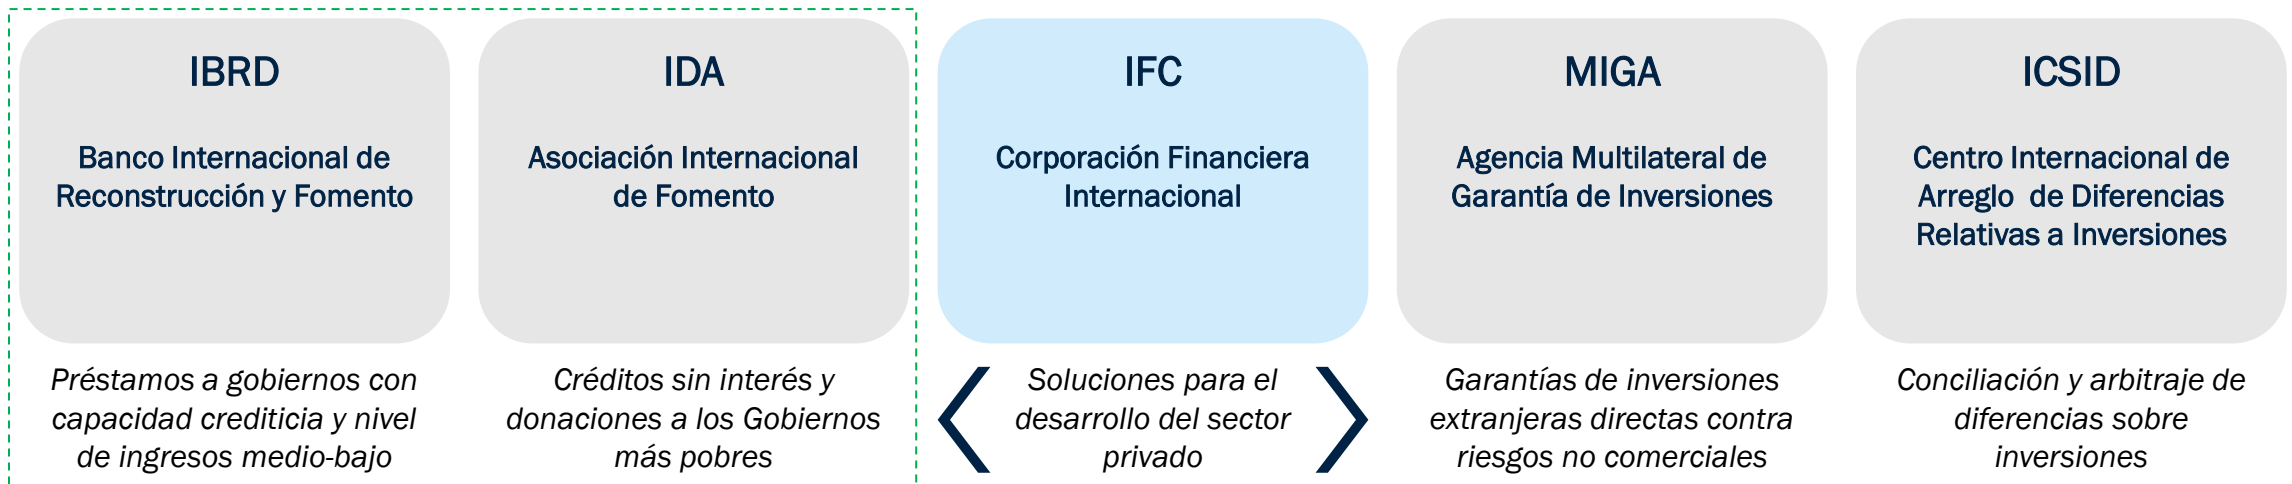 IBRD
Banco Internacional de
Reconstrucción y Fomento
Préstamos a gobiernos con
capacidad crediticia y nivel
de ingresos medio-bajo
IDA
Asociación Internacional
de Fomento
Créditos sin interés y
donaciones a los Gobiernos
más pobres
IFC
Corporación Financiera
Internacional
Soluciones para el
desarrollo del sector
privado
MIGA
Agencia Multilateral de
Garantía de Inversiones
Garantías de inversiones
extranjeras directas contra
riesgos no comerciales
ICSID
Centro Internacional de
Arreglo  de Diferencias
Relativas a Inversiones
Conciliación y arbitraje de
diferencias sobre
inversiones